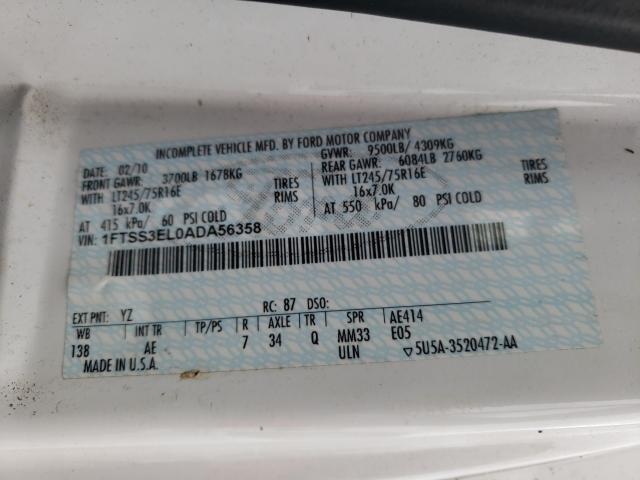 INCOMPLETE VEHICLE MFD. BY FORD MOTOR COMPANY
DATE: 02/10 GVWR: 9500LB/ 4309KG
FRONT GAWR: 3700LB 1678KG REAR GAWR: 6084LB 2760KG
WITH LT245/75R16E TIRES WITH LT245/75R16E TIRES
16x7.0K RIMS 16x7.0K RIMS
AT 415 kPa/ 60 PSI COLD AT 550 kPa/ 80 PSI COLD
VIN: 1FTSS3EL0ADA56358
EXT PNT: YZ RC: 87 DSO:
WB INT TR TP/PS R AXLE TR SPR AE414
138 AE 7 34 Q MM33 E05
MADE IN U.S.A. ULN ▽5U5A-3520472-AA